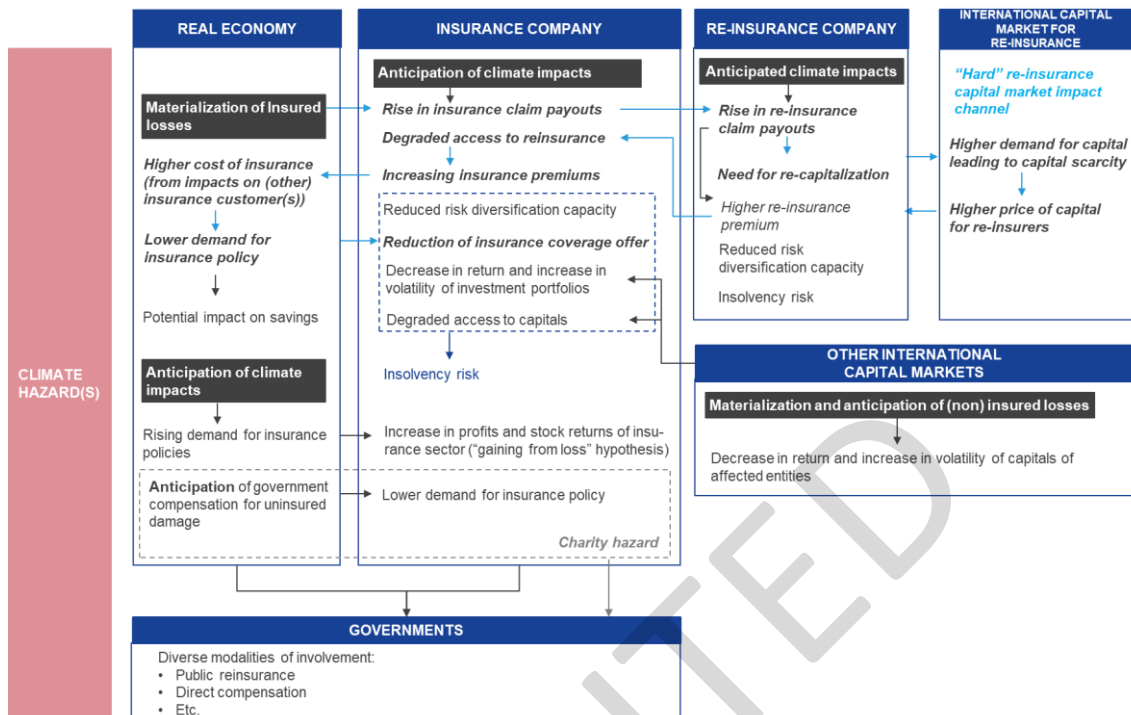 REAL ECONOMY
INSURANCE COMPANY
RE-INSURANCE COMPANY
INTERNATIONAL CAPITAL
MARKET FOR
RE-INSURANCE
CLIMATE
HAZARD(S)
Materialization of Insured
losses
Higher cost of insurance
(from impacts on (other)
insurance customer(s))
Lower demand for
insurance policy
Potential impact on savings
Anticipation of climate
impacts
Rising demand for insurance
policies
Anticipation of government
compensation for uninsured
damage
Anticipation of climate impacts
Rise in insurance claim payouts
Degraded access to reinsurance
Increasing insurance premiums
Reduced risk diversification capacity
Reduction of insurance coverage offer
Decrease in return and increase in
volatility of investment portfolios
Degraded access to capitals
Insolvency risk
Increase in profits and stock returns of insu-
rance sector (“gaining from loss” hypothesis)
Lower demand for insurance policy
Charity hazard
Anticipated climate impacts
Rise in re-insurance
claim payouts
Need for re-capitalization
Higher re-insurance
premium
Reduced risk
diversification capacity
Insolvency risk
“Hard” re-insurance
capital market impact
channel
Higher demand for capital
leading to capital scarcity
Higher price of capital
for re-insurers
OTHER INTERNATIONAL
CAPITAL MARKETS
Materialization and anticipation of (non) insured losses
Decrease in return and increase in volatility of capitals of
affected entities
GOVERNMENTS
Diverse modalities of involvement:
• Public reinsurance
• Direct compensation
• Etc.